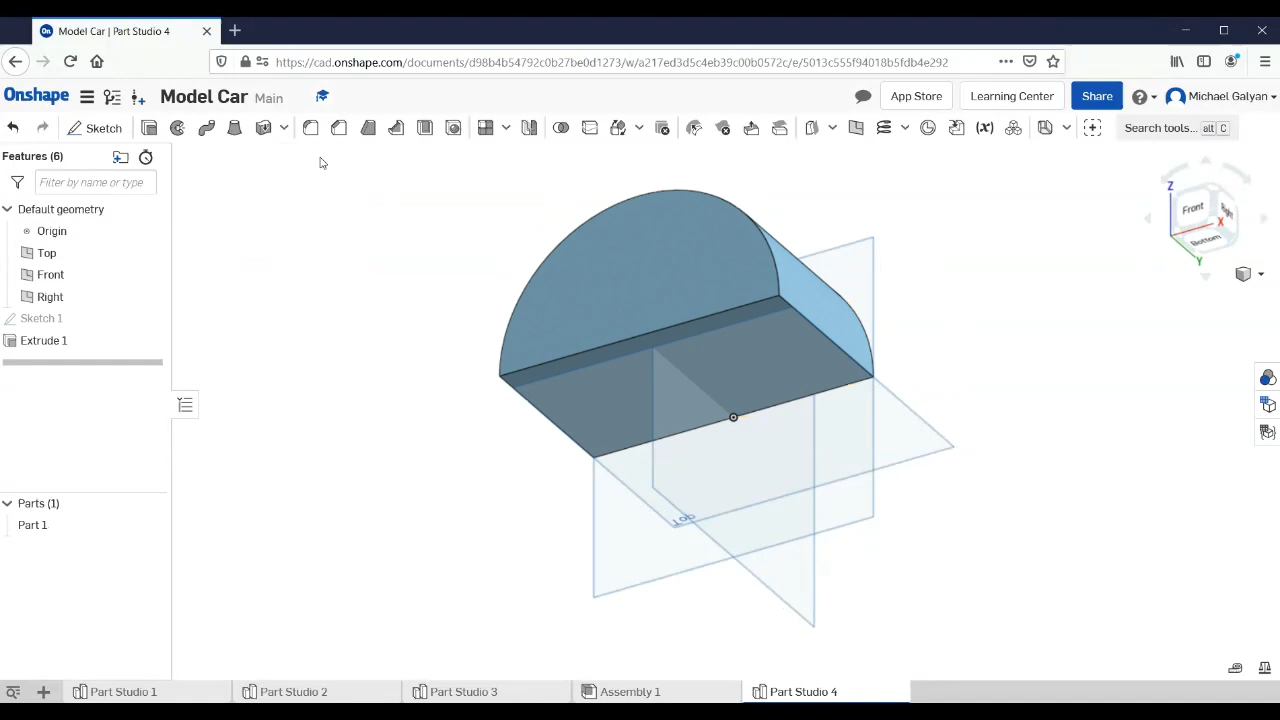 Model Car | Part Studio 4
https://cad.onshape.com/documents/d98b4b54792c0b27be0d1273/w/a217ed3d5c4eb39c00b0572c/e/5013c555f94018b5fdb4e292
Onshape
Model Car Main
App Store
Learning Center
Share
Michael Galyan
Sketch
Search tools... alt C
Features (6)
Filter by name or type
Default geometry
Origin
Top
Front
Right
Sketch 1
Extrude 1
Parts (1)
Part 1
Top
Z
Front
Right
X
Bottom
Y
Part Studio 1
Part Studio 2
Part Studio 3
Assembly 1
Part Studio 4